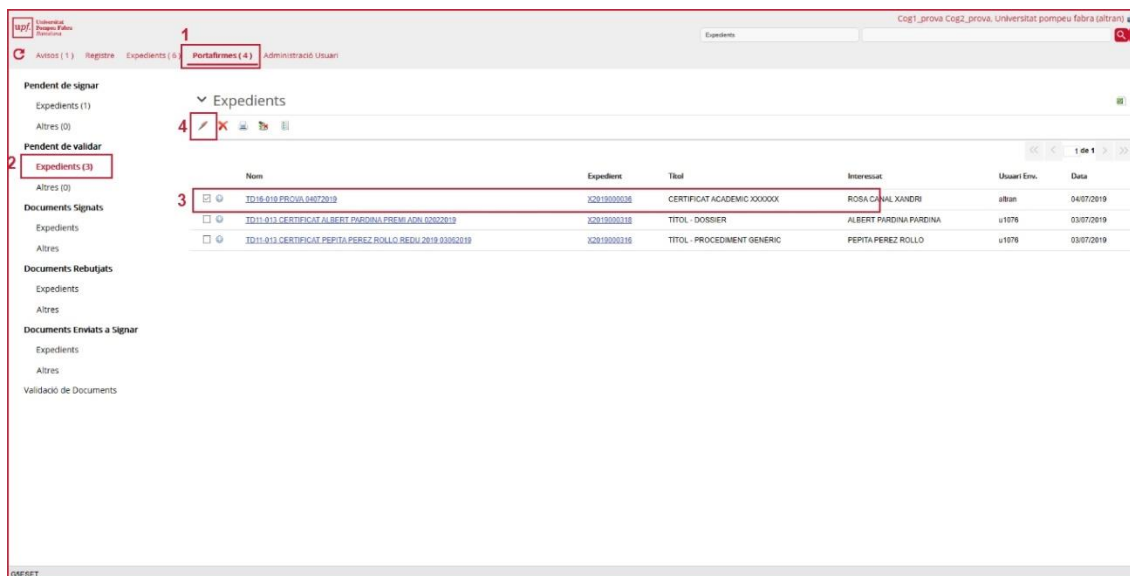 upf. Universitat Pompeu Fabra Barcelona
Cog1_prova Cog2_prova, Universitat pompeu fabra (altran)
1
Expedients
Avisos ( 1 ) Registre Expedients ( 6 ) Portafirmes ( 4 ) Administració Usuari
Pendent de signar
Expedients (1)
Altres (0)
Pendent de validar
2 Expedients (3)
Altres (0)
Documents Signats
Expedients
Altres
Documents Rebutjats
Expedients
Altres
Documents Enviats a Signar
Expedients
Altres
Validació de Documents
Expedients
4
<< < 1 de 1 > >>
Nom Expedient Títol Interessat Usuari Env. Data
3 TD16-010 PROVA 04072019 X2019000036 CERTIFICAT ACADEMIC XXXXXX ROSA CANAL XANDRI altran 04/07/2019
TD11-013 CERTIFICAT ALBERT PARDINA PREMI ADN 02022019 X2019000318 TÍTOL - DOSSIER ALBERT PARDINA PARDINA u1076 03/07/2019
TD11-013 CERTIFICAT PEPITA PEREZ ROLLO REDU 2019 03062019 X2019000316 TÍTOL - PROCEDIMENT GENÈRIC PEPITA PEREZ ROLLO u1076 03/07/2019